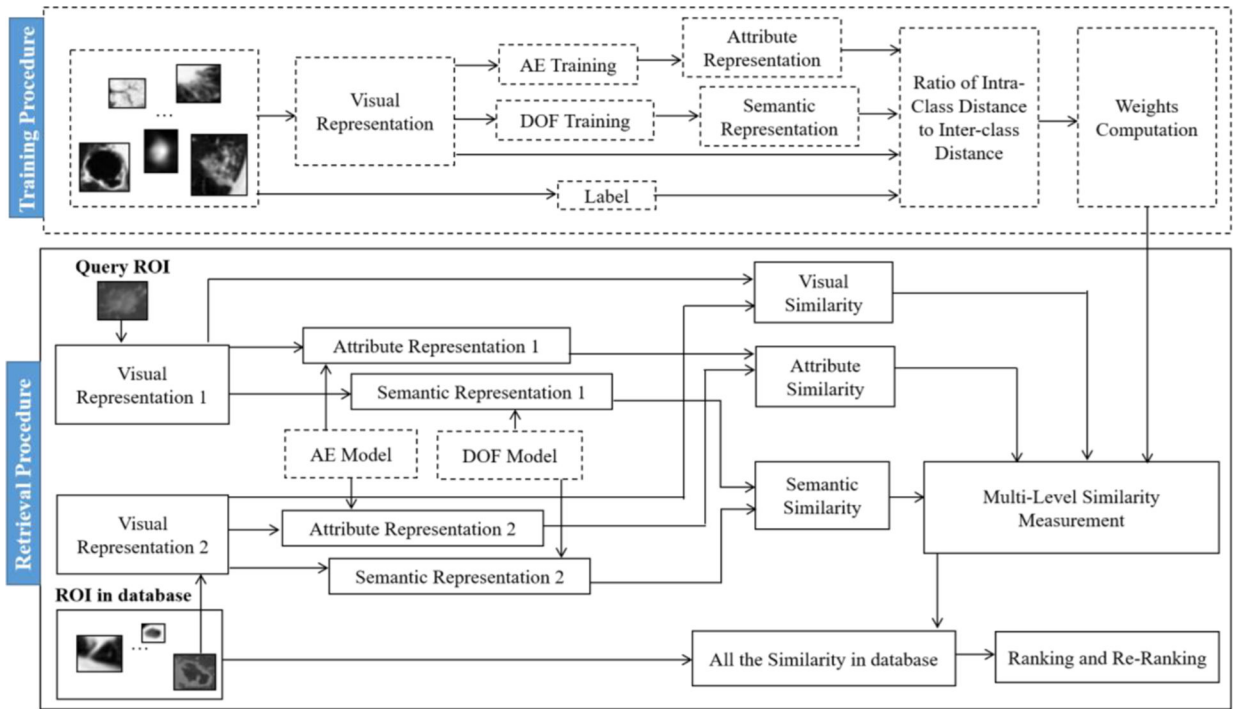 Training Procedure
Visual
Representation
AE Training
DOF Training
Attribute
Representation
Semantic
Representation
Label
Ratio of Intra-
Class Distance
to Inter-class
Distance
Weights
Computation
...
Retrieval Procedure
Query ROI
Visual
Representation 1
Attribute Representation 1
Semantic Representation 1
AE Model
DOF Model
Visual
Representation 2
Attribute Representation 2
Semantic Representation 2
ROI in database
...
Visual
Similarity
Attribute
Similarity
Semantic
Similarity
Multi-Level Similarity
Measurement
All the Similarity in database
Ranking and Re-Ranking